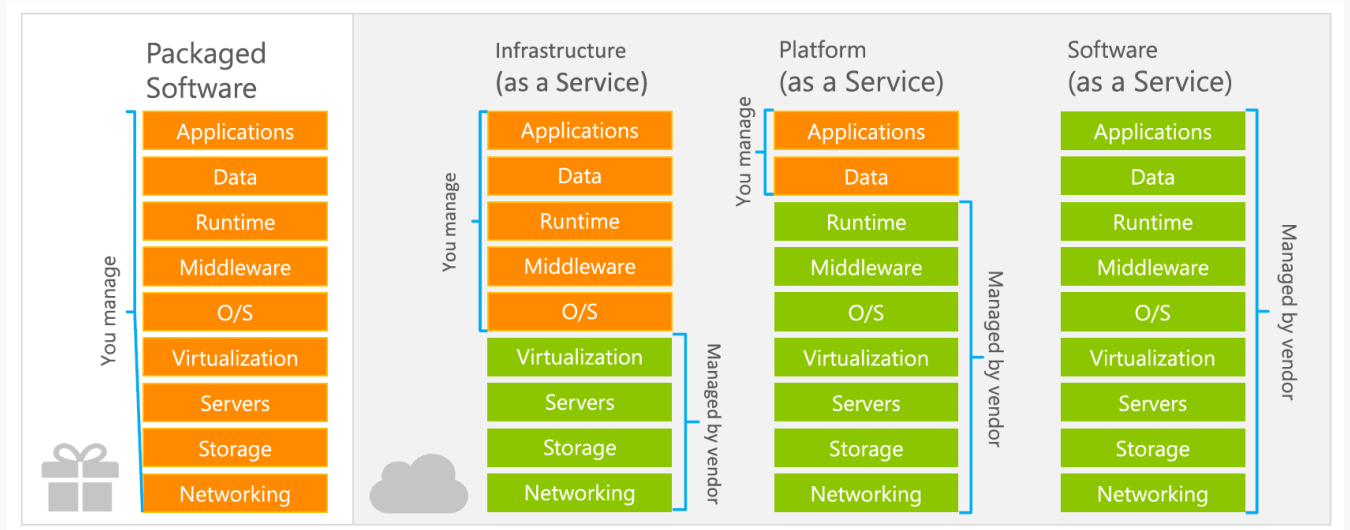 Packaged
Software
You manage
Applications
Data
Runtime
Middleware
O/S
Virtualization
Servers
Storage
Networking
Infrastructure
(as a Service)
You manage
Applications
Data
Runtime
Middleware
O/S
Virtualization
Servers
Storage
Networking
Managed by vendor
Platform
(as a Service)
You manage
Applications
Data
Runtime
Middleware
O/S
Virtualization
Servers
Storage
Networking
Managed by vendor
Software
(as a Service)
Applications
Data
Runtime
Middleware
O/S
Virtualization
Servers
Storage
Networking
Managed by vendor